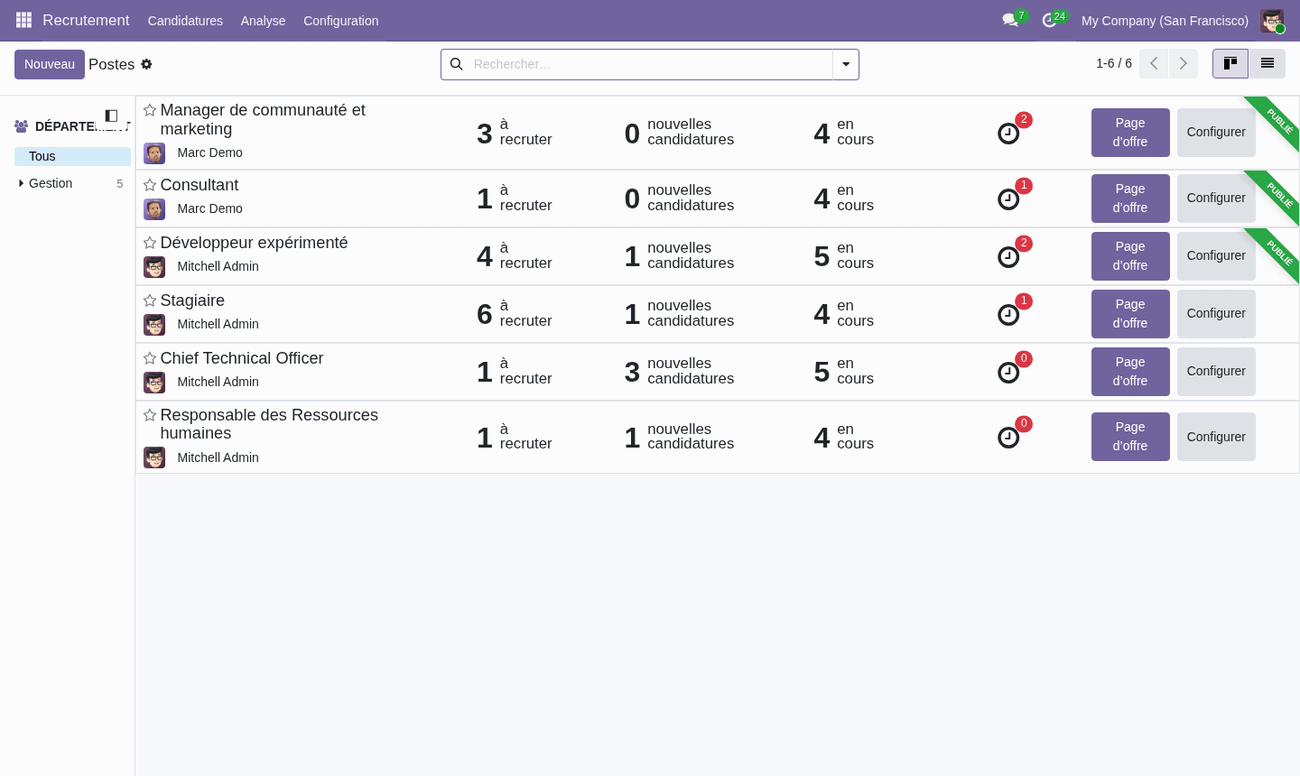 Recrutement Candidatures Analyse Configuration 7 24 My Company (San Francisco)
Nouveau Postes Rechercher… 1-6 / 6
DÉPARTEMENT
Tous
Gestion 5
Manager de communauté et
marketing
Marc Demo
3 à
recruter
0 nouvelles
candidatures
4 en
cours
2
Page
d'offre
Configurer
PUBLIÉ
Consultant
Marc Demo
1 à
recruter
0 nouvelles
candidatures
4 en
cours
1
Page
d'offre
Configurer
PUBLIÉ
Développeur expérimenté
Mitchell Admin
4 à
recruter
1 nouvelles
candidatures
5 en
cours
2
Page
d'offre
Configurer
PUBLIÉ
Stagiaire
Mitchell Admin
6 à
recruter
1 nouvelles
candidatures
4 en
cours
1
Page
d'offre
Configurer
Chief Technical Officer
Mitchell Admin
1 à
recruter
3 nouvelles
candidatures
5 en
cours
0
Page
d'offre
Configurer
Responsable des Ressources
humaines
Mitchell Admin
1 à
recruter
1 nouvelles
candidatures
4 en
cours
0
Page
d'offre
Configurer